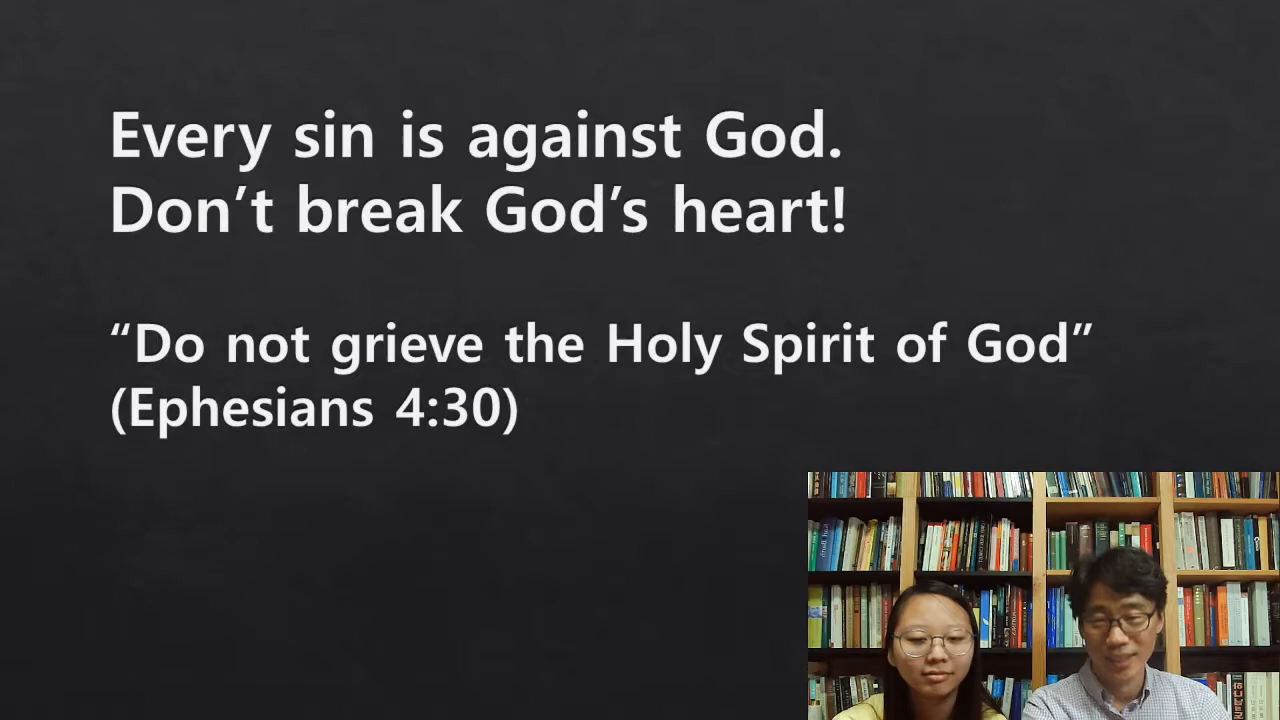 Every sin is against God.
Don’t break God’s heart!
“Do not grieve the Holy Spirit of God”
(Ephesians 4:30)